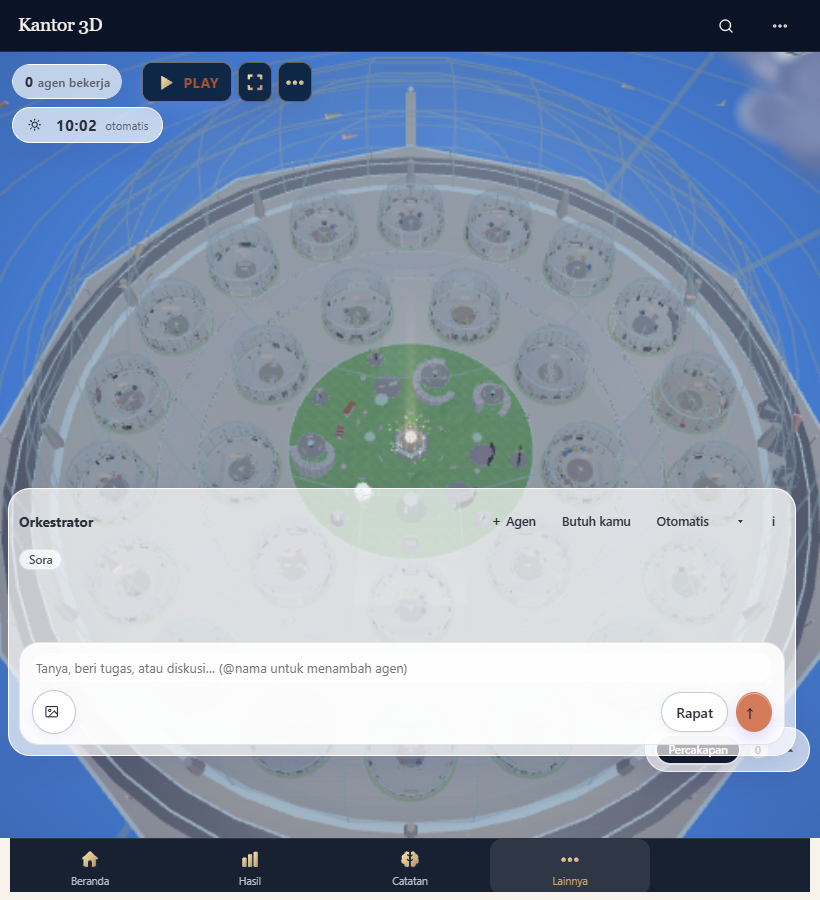 Kantor 3D
0 agen bekerja
PLAY
10:02 otomatis
Orkestrator
+ Agen
Butuh kamu
Otomatis
i
Sora
Tanya, beri tugas, atau diskusi... (@nama untuk menambah agen)
Rapat
Percakapan 0
Beranda
Hasil
Catatan
Lainnya